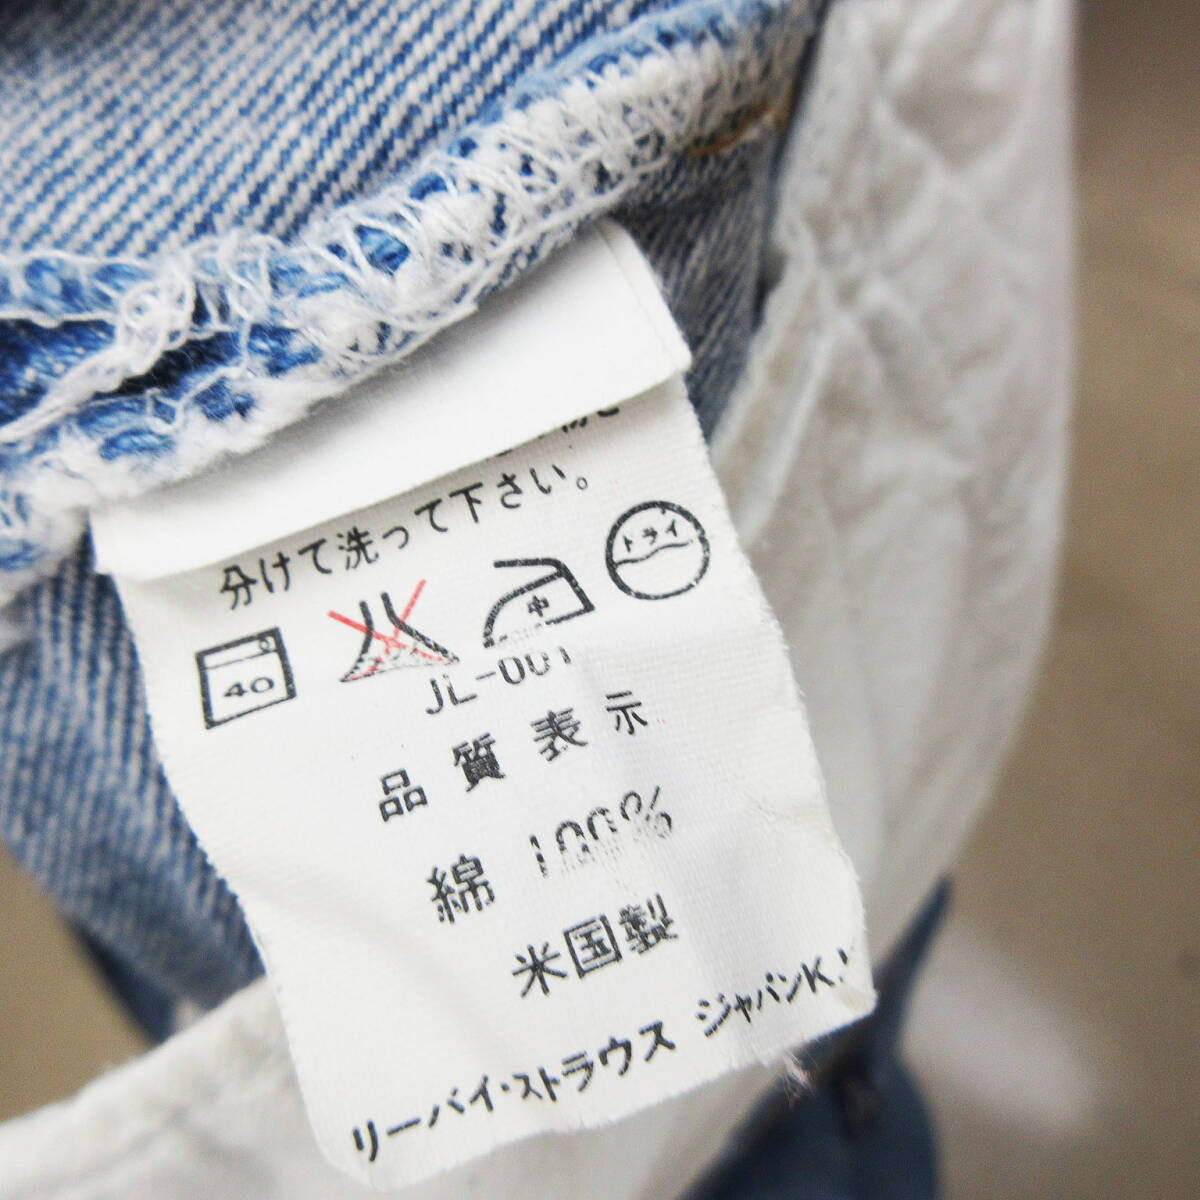 分けて洗って下さい。
40 中 ドライ
JL-001
品質表示
綿 100%
米国製
リーバイ・ストラウス ジャパンK.